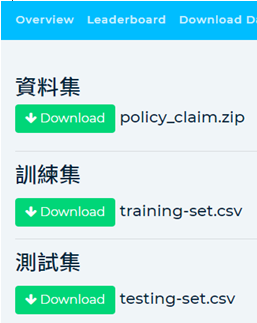 Overview Leaderboard Download Da
資料集
Download policy_claim.zip
訓練集
Download training-set.csv
測試集
Download testing-set.csv